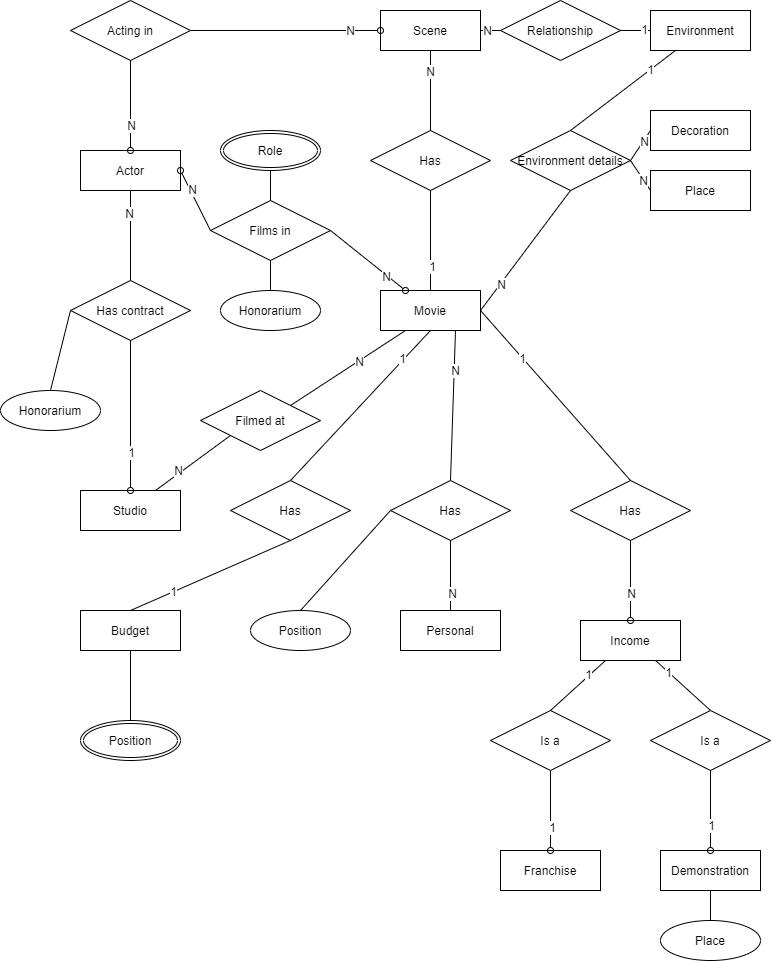 Acting in
N
Scene
N
Relationship
1
Environment
N
1
N
Decoration
Actor
Role
Has
Environment details
N
N
Place
N
N
Films in
N
1
N
Movie
Has contract
Honorarium
N
1
N
1
Honorarium
Filmed at
1
N
Studio
Has
Has
Has
1
N
N
Budget
Position
Personal
Income
1
1
Position
Is a
Is a
1
1
Franchise
Demonstration
Place